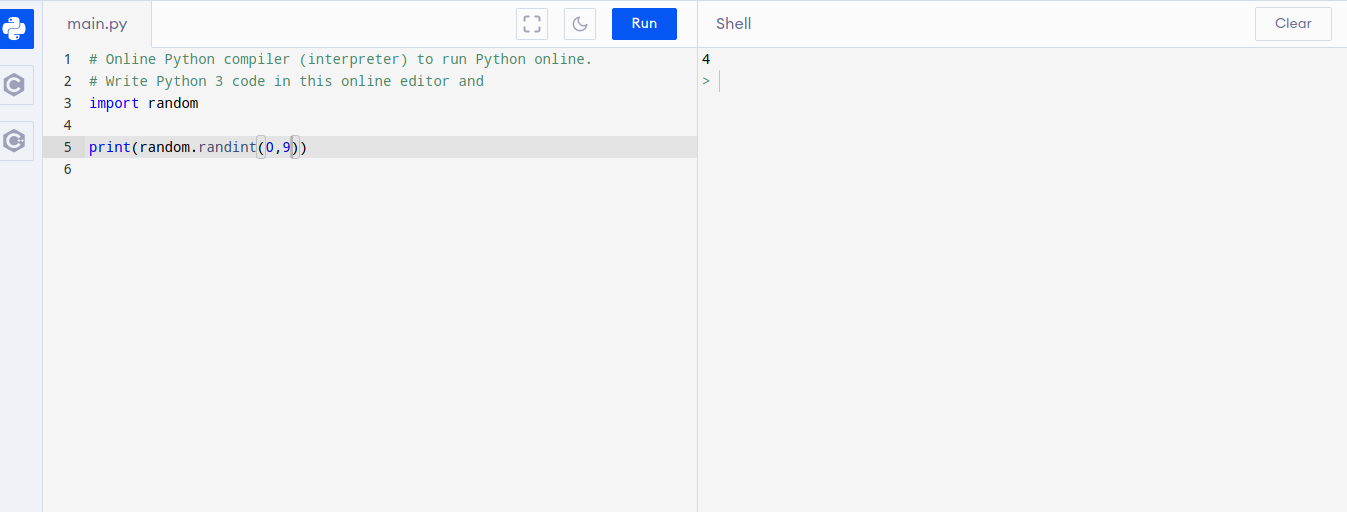 main.py
Run
Shell
Clear
1 # Online Python compiler (interpreter) to run Python online.
2 # Write Python 3 code in this online editor and
3 import random
4
5 print(random.randint(0,9))
6
4
>